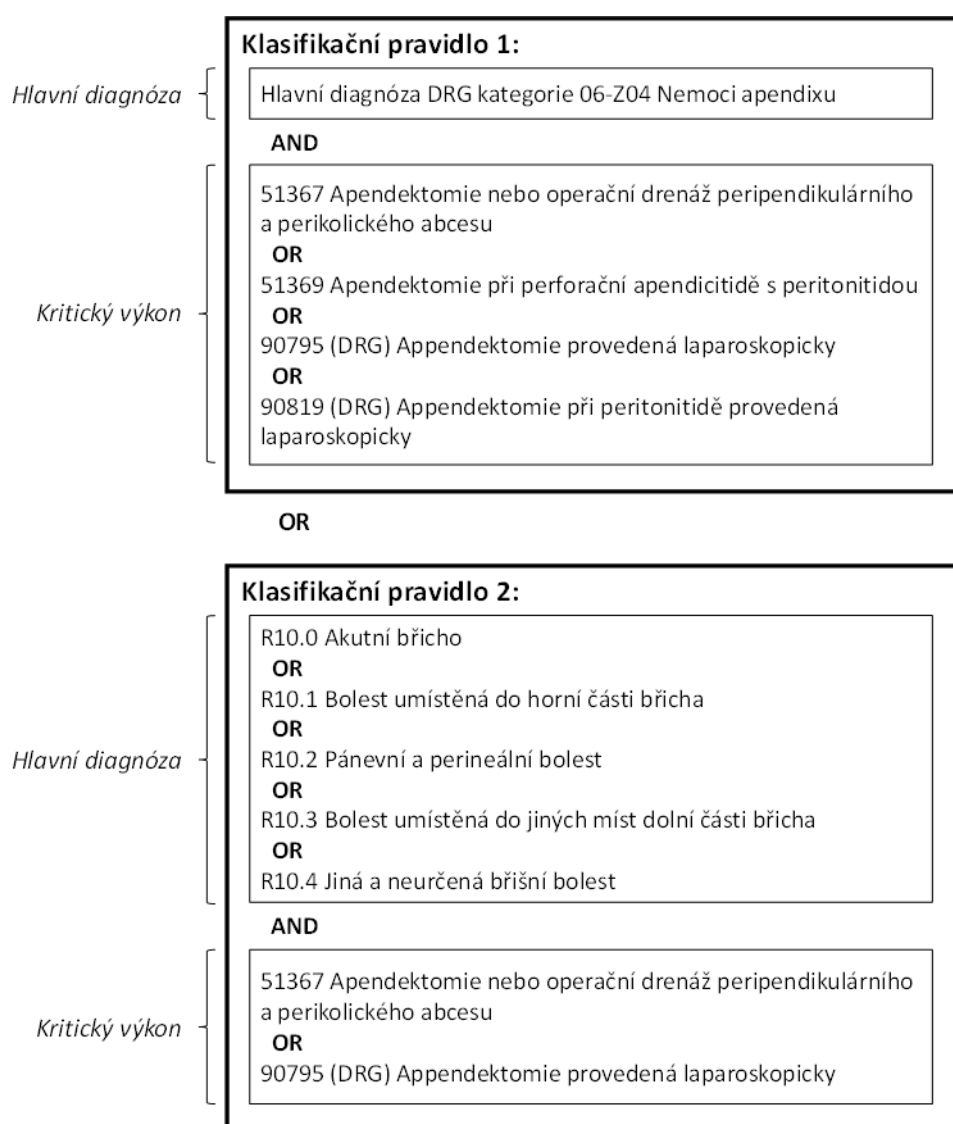 Klasifikační pravidlo 1:
Hlavní diagnóza
Hlavní diagnóza DRG kategorie 06-Z04 Nemoci apendixu
AND
Kritický výkon
51367 Apendektomie nebo operační drenáž peripendikulárního
a perikolického abcesu
OR
51369 Apendektomie při perforační apendicitidě s peritonitidou
OR
90795 (DRG) Appendektomie provedená laparoskopicky
OR
90819 (DRG) Appendektomie při peritonitidě provedená
laparoskopicky
OR
Klasifikační pravidlo 2:
Hlavní diagnóza
R10.0 Akutní břicho
OR
R10.1 Bolest umístěná do horní části břicha
OR
R10.2 Pánevní a perineální bolest
OR
R10.3 Bolest umístěná do jiných míst dolní části břicha
OR
R10.4 Jiná a neurčená břišní bolest
AND
Kritický výkon
51367 Apendektomie nebo operační drenáž peripendikulárního
a perikolického abcesu
OR
90795 (DRG) Appendektomie provedená laparoskopicky